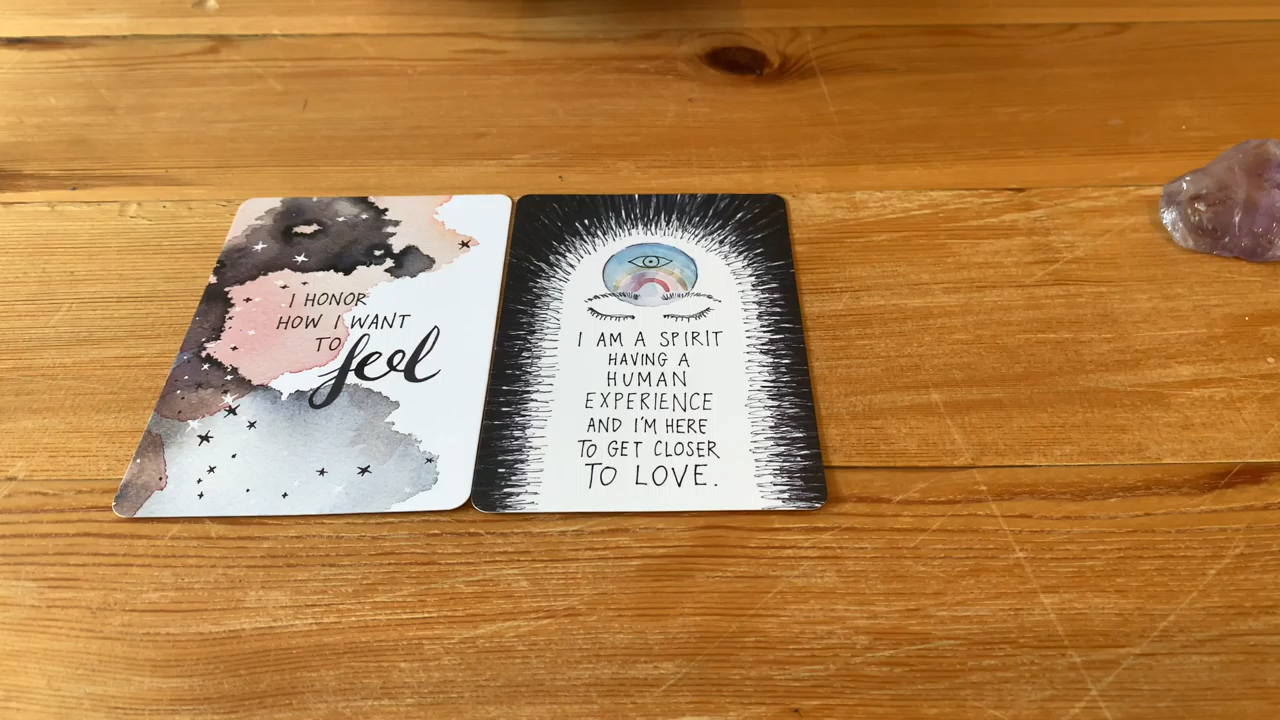 I HONOR
HOW I WANT
TO feel
I AM A SPIRIT
HAVING A
HUMAN
EXPERIENCE
AND I'M HERE
TO GET CLOSER
TO LOVE.